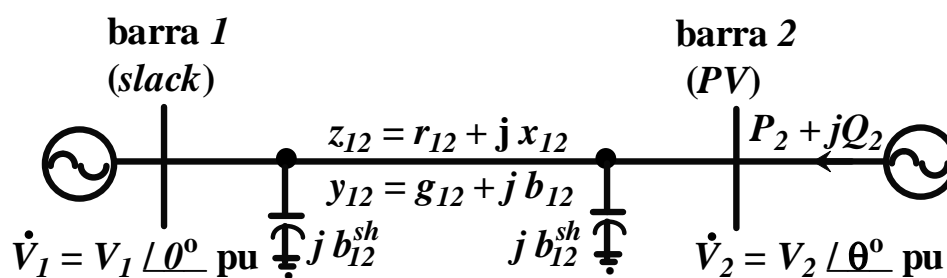 barra 1
(slack)
barra 2
(PV)
z₁₂ = r₁₂ + j x₁₂
P₂ + jQ₂
y₁₂ = g₁₂ + j b₁₂
j b₁₂ˢʰ
j b₁₂ˢʰ
V̇₁ = V₁ /0º pu
V̇₂ = V₂ /θº pu